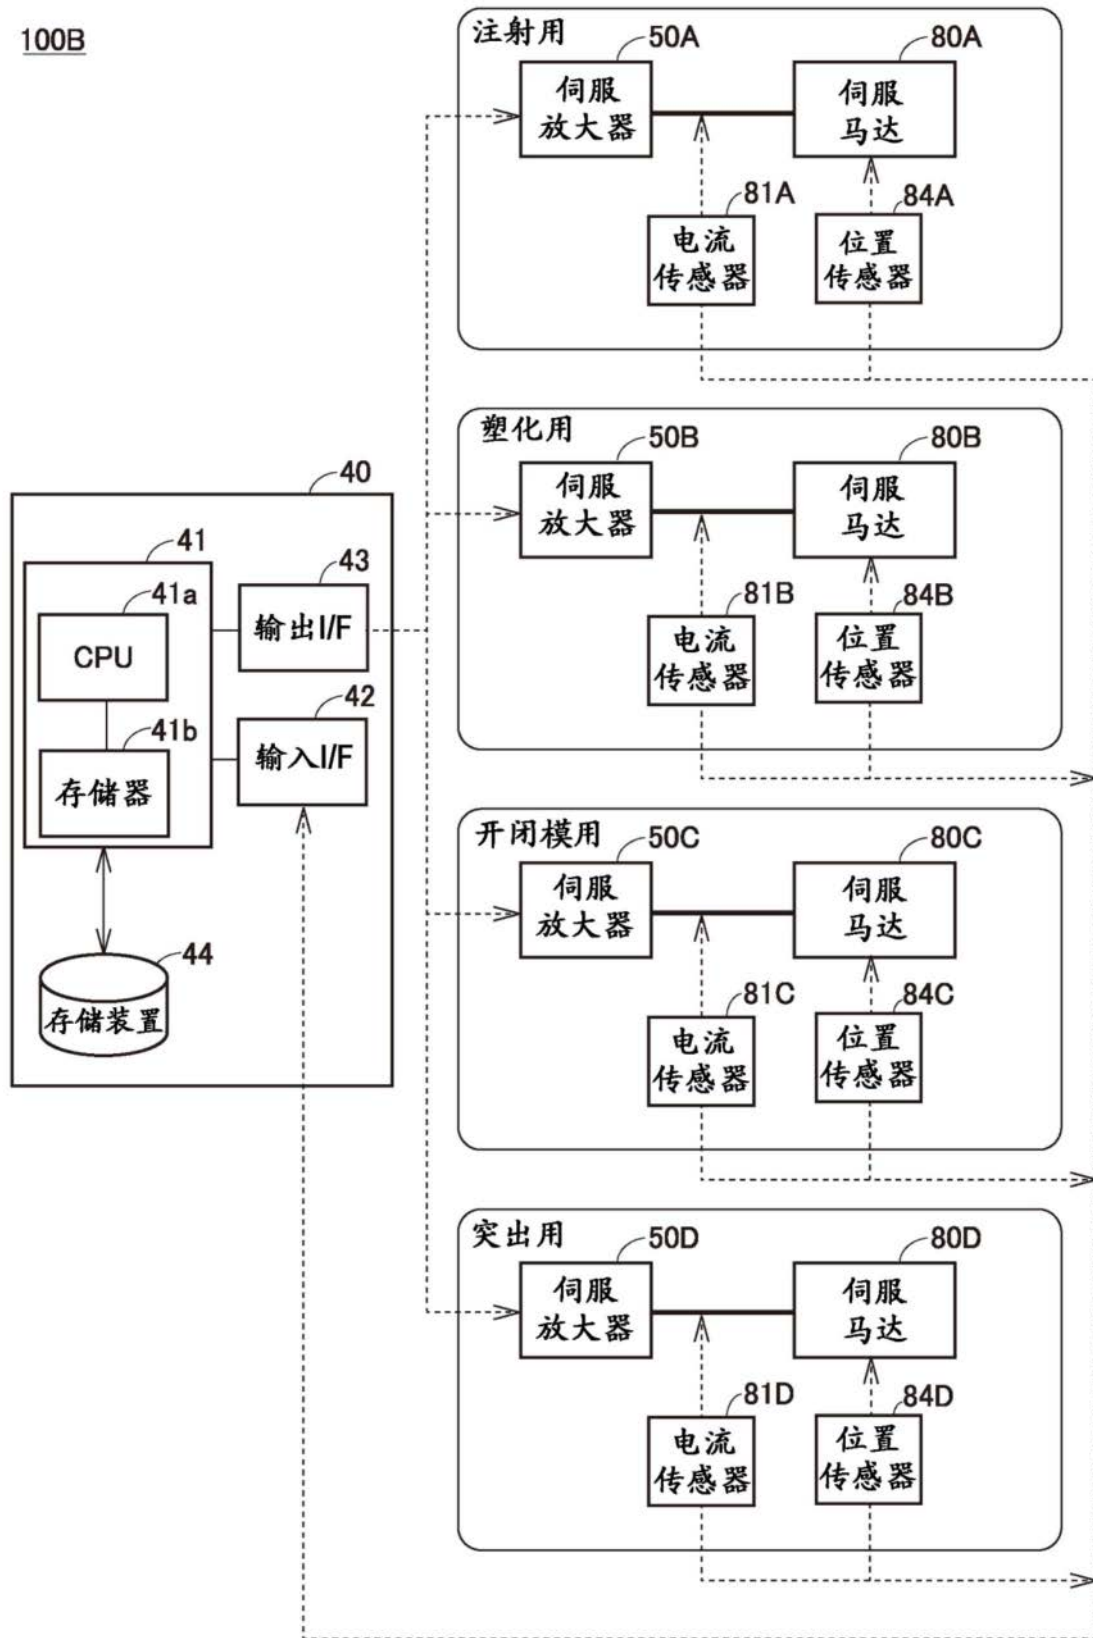 100B
注射用
50A
80A
伺服
放大器
伺服
马达
81A
84A
电流
传感器
位置
传感器
塑化用
50B
80B
伺服
放大器
伺服
马达
81B
84B
电流
传感器
位置
传感器
40
41
43
41a
CPU
输出I/F
42
41b
存储器
输入I/F
44
存储装置
开闭模用
50C
80C
伺服
放大器
伺服
马达
81C
84C
电流
传感器
位置
传感器
突出用
50D
80D
伺服
放大器
伺服
马达
81D
84D
电流
传感器
位置
传感器